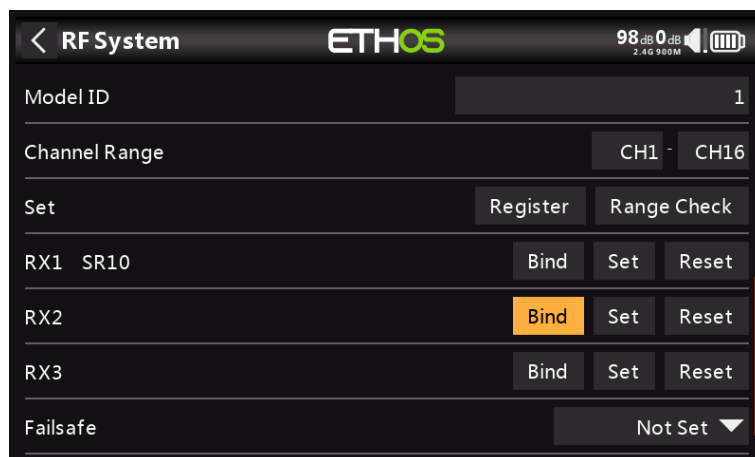 RF System ETHOS 98dB 0dB
2.4G 900M
Model ID 1
Channel Range CH1 - CH16
Set Register Range Check
RX1 SR10 Bind Set Reset
RX2 Bind Set Reset
RX3 Bind Set Reset
Failsafe Not Set